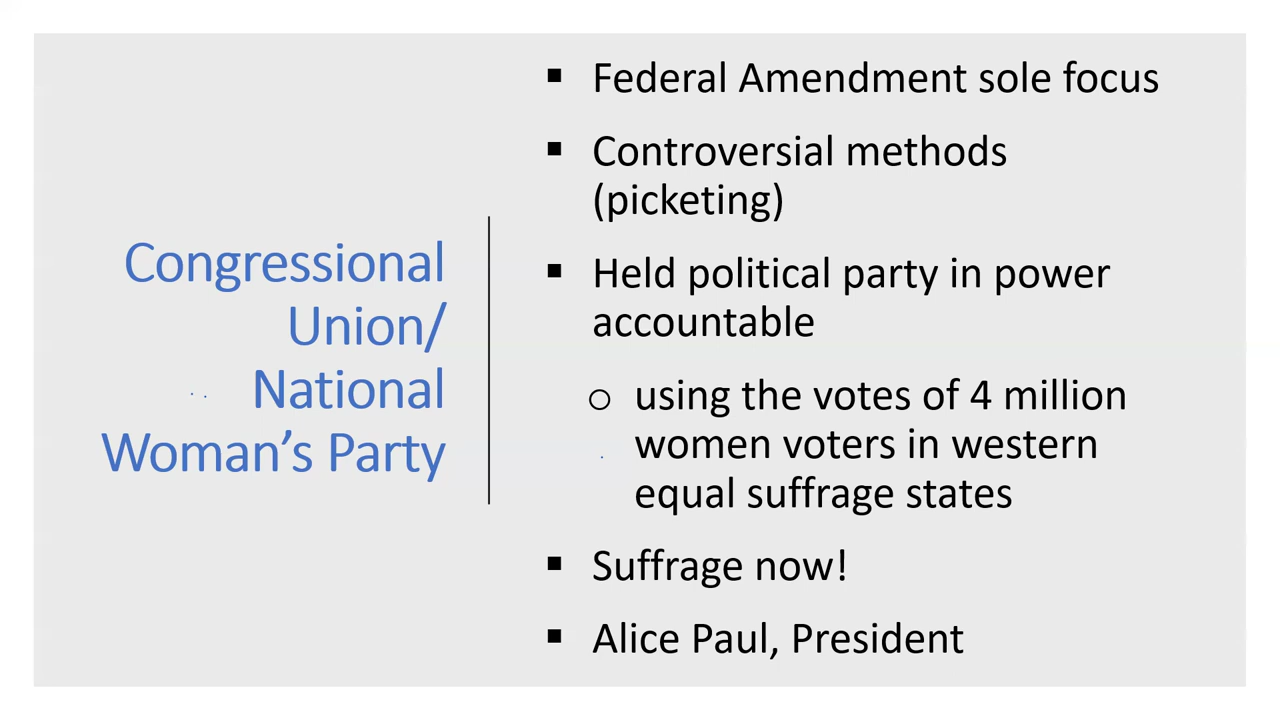 Congressional
Union/
National
Woman’s Party
▪ Federal Amendment sole focus
▪ Controversial methods
(picketing)
▪ Held political party in power
accountable
o using the votes of 4 million
women voters in western
equal suffrage states
▪ Suffrage now!
▪ Alice Paul, President